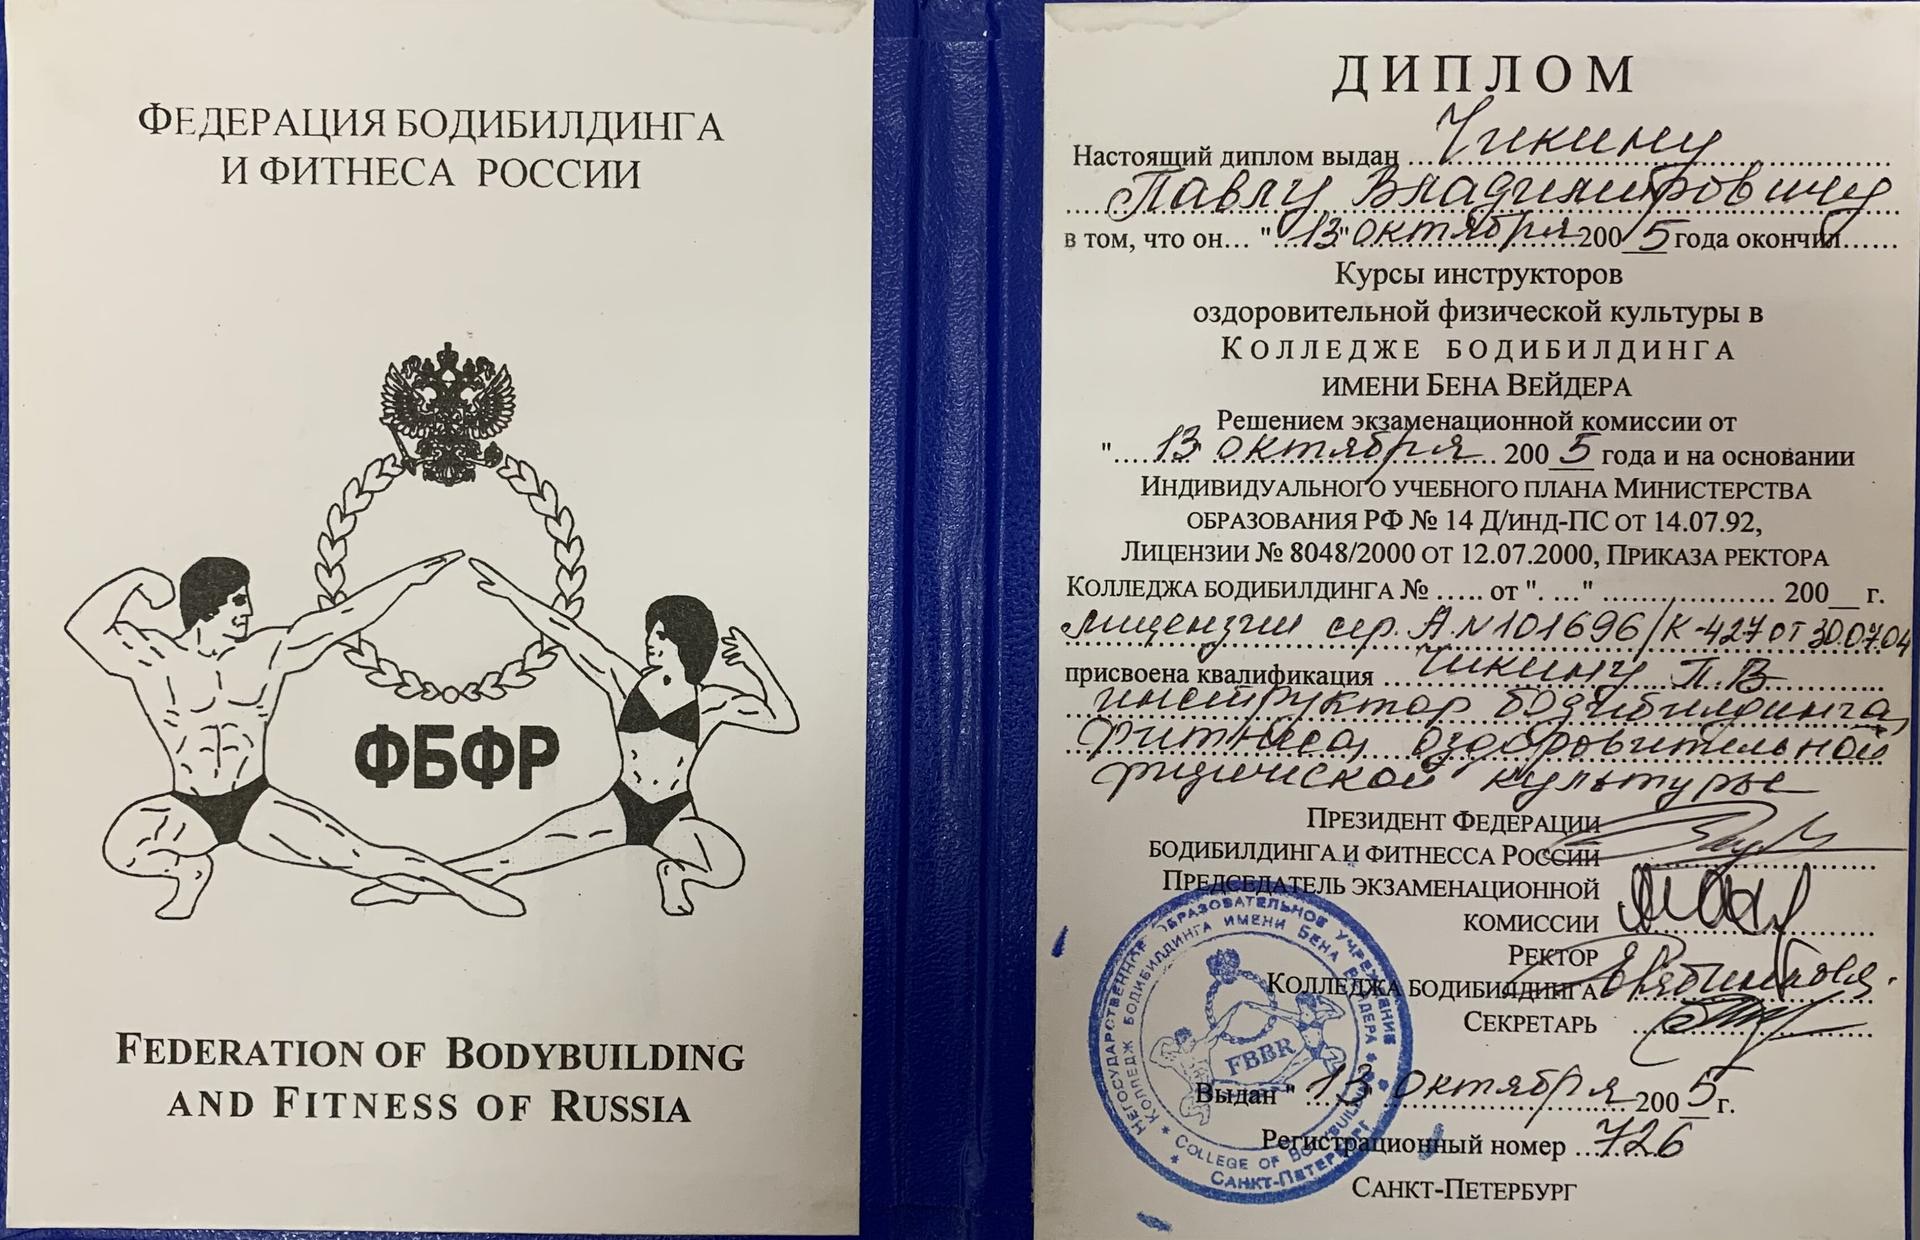 ФЕДЕРАЦИЯ БОДИБИЛДИНГА
И ФИТНЕСА РОССИИ
ФБФР
FEDERATION OF BODYBUILDING
AND FITNESS OF RUSSIA
ДИПЛОМ
Настоящий диплом выдан Чикину
Павлу Владимировичу
в том, что он... "13" октября 2005 года окончил
Курсы инструкторов
оздоровительной физической культуры в
КОЛЛЕДЖЕ БОДИБИЛДИНГА
ИМЕНИ БЕНА ВЕЙДЕРА
Решением экзаменационной комиссии от
"13" октября 2005 года и на основании
ИНДИВИДУАЛЬНОГО УЧЕБНОГО ПЛАНА МИНИСТЕРСТВА
ОБРАЗОВАНИЯ РФ № 14 Д/ИНД-ПС ОТ 14.07.92,
ЛИЦЕНЗИИ № 8048/2000 ОТ 12.07.2000, ПРИКАЗА РЕКТОРА
КОЛЛЕДЖА БОДИБИЛДИНГА № ..... от ". ..." .................. 200__ г.
лицензии сер. А N 101696/К-427 от 30.07.04
присвоена квалификация Чикину П.В
инструктор бодибилдинга,
фитнеса, оздоровительной
физической культуры
ПРЕЗИДЕНТ ФЕДЕРАЦИИ
БОДИБИЛДИНГА И ФИТНЕССА РОССИИ
ПРЕДСЕДАТЕЛЬ ЭКЗАМЕНАЦИОННОЙ
КОМИССИИ
РЕКТОР
КОЛЛЕДЖА БОДИБИЛДИНГА
СЕКРЕТАРЬ
Выдан "13" октября 2005 г.
Регистрационный номер 726
САНКТ-ПЕТЕРБУРГ
НЕГОСУДАРСТВЕННОЕ ОБРАЗОВАТЕЛЬНОЕ УЧРЕЖДЕНИЕ
КОЛЛЕДЖ БОДИБИЛДИНГА ИМЕНИ БЕНА ВЕЙДЕРА
FBBR
COLLEGE OF BODYBUILDING
САНКТ-ПЕТЕРБУРГ